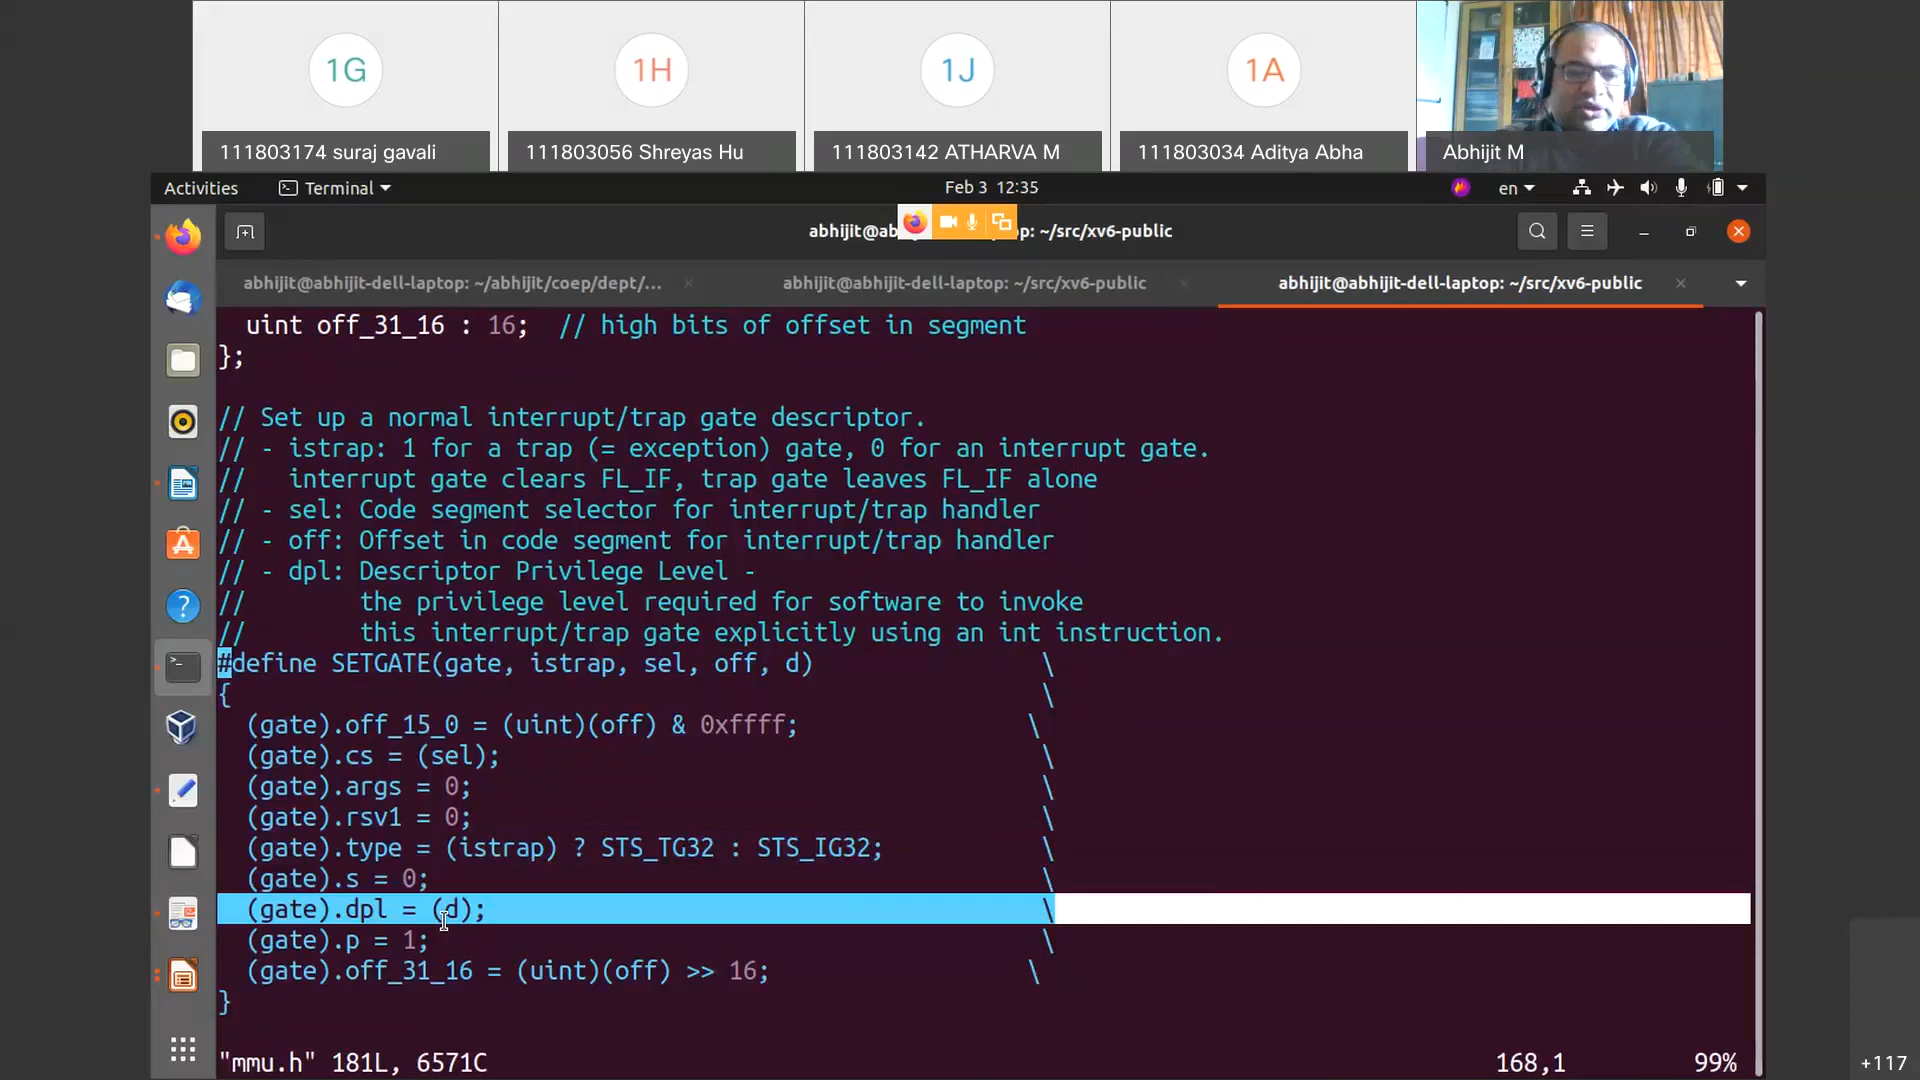 1G
1H
1J
1A
111803174 suraj gavali
111803056 Shreyas Hu
111803142 ATHARVA M
111803034 Aditya Abha
Abhijit M
Activities
Terminal
Feb 3 12:35
en
abhijit@ab
op: ~/src/xv6-public
abhijit@abhijit-dell-laptop: ~/abhijit/coep/dept/...
abhijit@abhijit-dell-laptop: ~/src/xv6-public
abhijit@abhijit-dell-laptop: ~/src/xv6-public
uint off_31_16 : 16;  // high bits of offset in segment
};
// Set up a normal interrupt/trap gate descriptor.
// - istrap: 1 for a trap (= exception) gate, 0 for an interrupt gate.
//   interrupt gate clears FL_IF, trap gate leaves FL_IF alone
// - sel: Code segment selector for interrupt/trap handler
// - off: Offset in code segment for interrupt/trap handler
// - dpl: Descriptor Privilege Level -
//        the privilege level required for software to invoke
//        this interrupt/trap gate explicitly using an int instruction.
#define SETGATE(gate, istrap, sel, off, d)                \
{                                                         \
  (gate).off_15_0 = (uint)(off) & 0xffff;                \
  (gate).cs = (sel);                                      \
  (gate).args = 0;                                        \
  (gate).rsv1 = 0;                                        \
  (gate).type = (istrap) ? STS_TG32 : STS_IG32;           \
  (gate).s = 0;                                           \
  (gate).dpl = (d);                                       \
  (gate).p = 1;                                           \
  (gate).off_31_16 = (uint)(off) >> 16;                  \
}
"mmu.h" 181L, 6571C
168,1
99%
+117